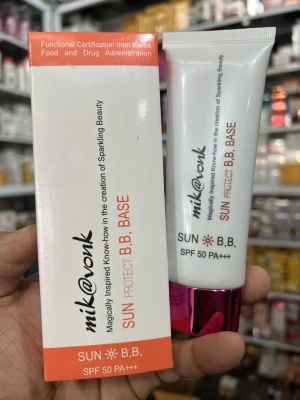 Functional Certification from Korea
Food and Drug Administration
mik@vonk
Magically Inspired Know-how in the creation of Sparkling Beauty
SUN PROTECT B.B. BASE
SUN B.B.
SPF 50 PA+++
mik@vonk
Magically Inspired Know-how in the creation of Sparkling Beauty
SUN PROTECT B.B. BASE
SUN B.B.
SPF 50 PA+++